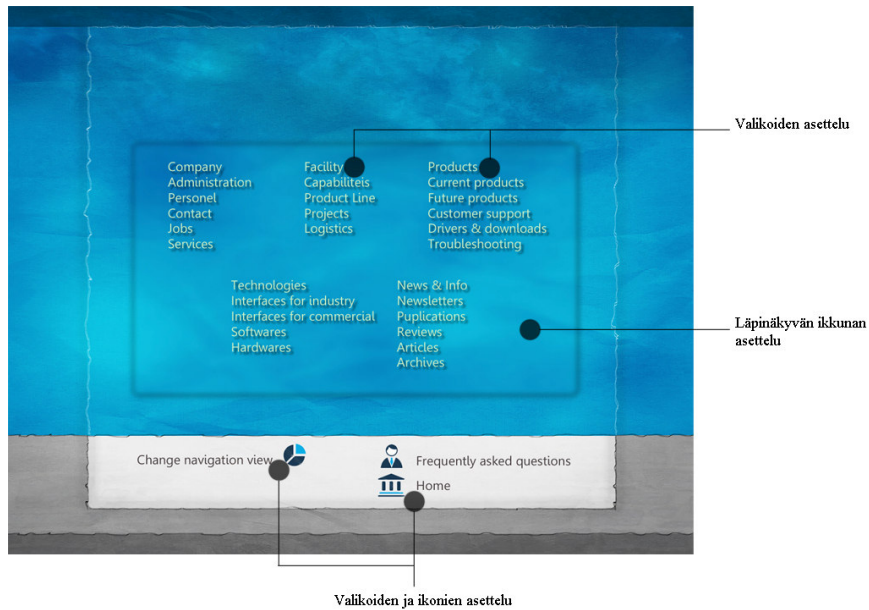 Valikoiden asettelu
Company
Administration
Personel
Contact
Jobs
Services
Facility
Capabiliteis
Product Line
Projects
Logistics
Products
Current products
Future products
Customer support
Drivers & downloads
Troubleshooting
Technologies
Interfaces for industry
Interfaces for commercial
Softwares
Hardwares
News & Info
Newsletters
Puplications
Reviews
Articles
Archives
Läpinäkyvän ikkunan
asettelu
Change navigation view
Frequently asked questions
Home
Valikoiden ja ikonien asettelu